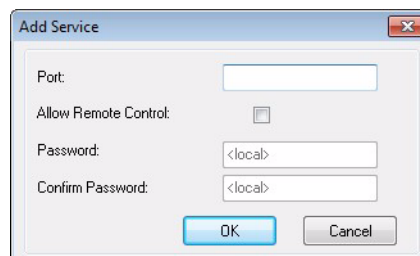 Add Service
Port:
Allow Remote Control:
Password: <local>
Confirm Password: <local>
OK Cancel